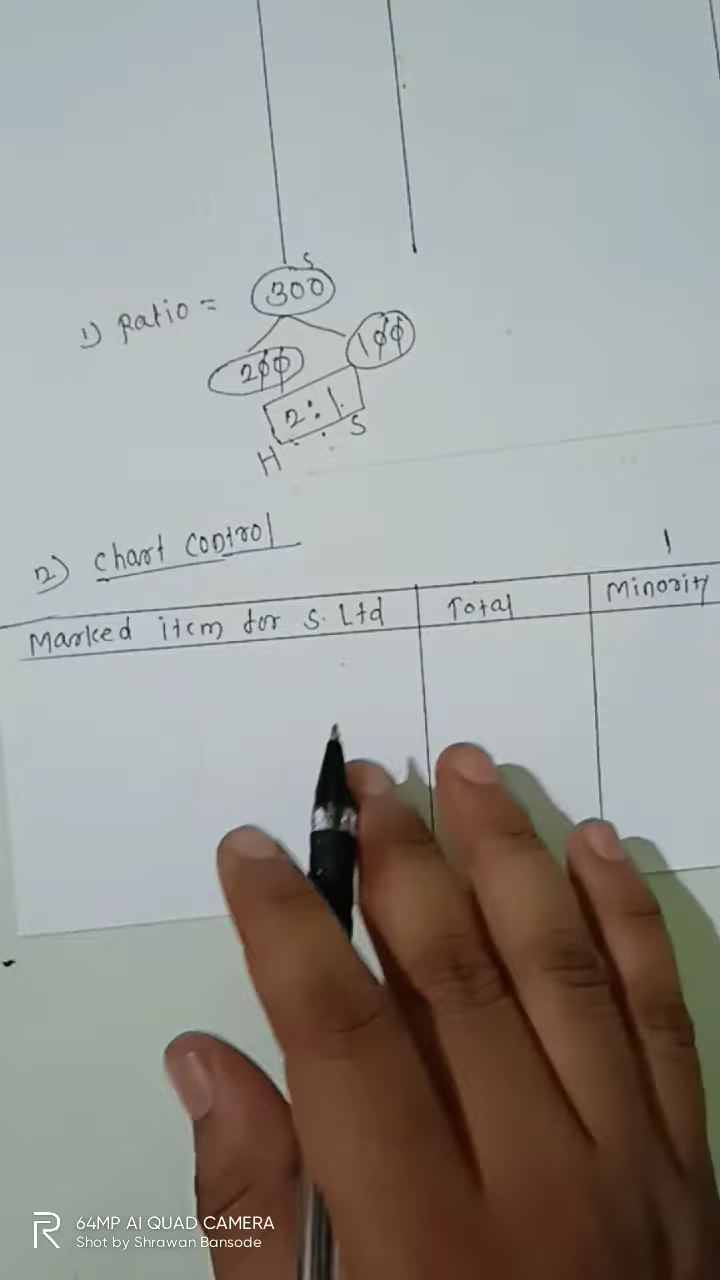 S
1) Ratio = 300
200 100
2 : 1
H : S
2) Chart Control
1
Marked item for S. Ltd Total Minority
64MP AI QUAD CAMERA
Shot by Shrawan Bansode